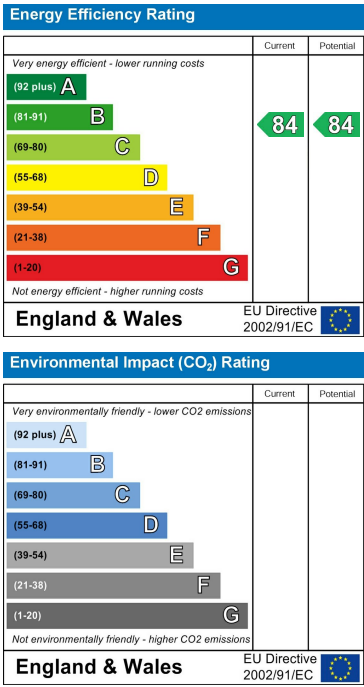 Energy Efficiency Rating
Current Potential
Very energy efficient - lower running costs
(92 plus) A
(81-91) B
84 84
(69-80) C
(55-68) D
(39-54) E
(21-38) F
(1-20) G
Not energy efficient - higher running costs
England & Wales
EU Directive
2002/91/EC
Environmental Impact (CO₂) Rating
Current Potential
Very environmentally friendly - lower CO2 emissions
(92 plus) A
(81-91) B
(69-80) C
(55-68) D
(39-54) E
(21-38) F
(1-20) G
Not environmentally friendly - higher CO2 emissions
England & Wales
EU Directive
2002/91/EC